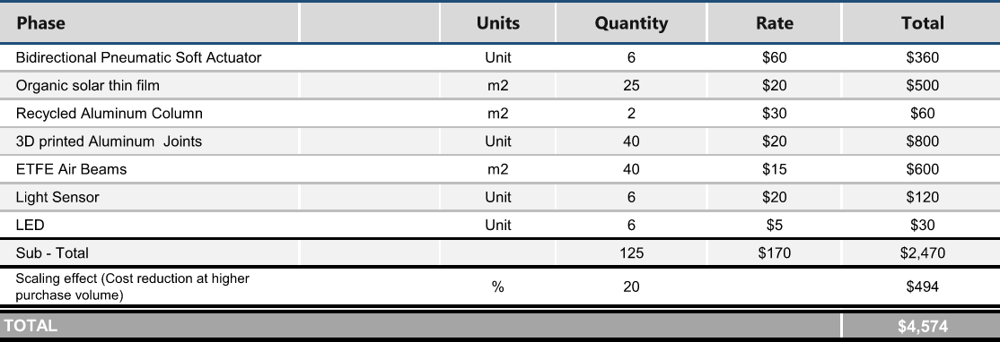 Phase Units Quantity Rate Total
Bidirectional Pneumatic Soft Actuator Unit 6 $60 $360
Organic solar thin film m2 25 $20 $500
Recycled Aluminum Column m2 2 $30 $60
3D printed Aluminum  Joints Unit 40 $20 $800
ETFE Air Beams m2 40 $15 $600
Light Sensor Unit 6 $20 $120
LED Unit 6 $5 $30
Sub - Total 125 $170 $2,470
Scaling effect (Cost reduction at higher
purchase volume) % 20 $494
TOTAL $4,574